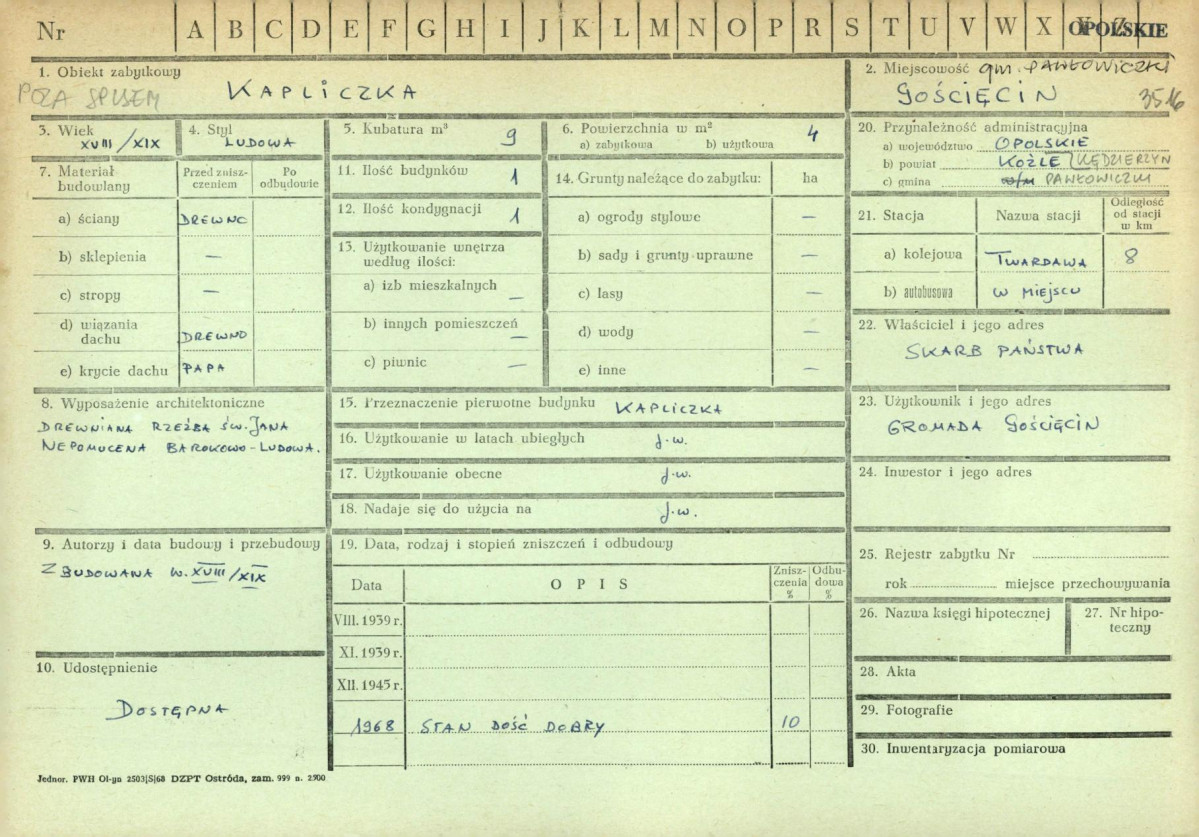 Nr A B C D E F G H I J K L M N O P R S T U V W X Y Z OPOLSKIE
1. Obiekt zabytkowy
POZA SPISEM
KAPLICZKA
2. Miejscowość gm. PAWŁOWICZKI
GOŚCIĘCIN 3516
3. Wiek
XVIII/XIX
4. Styl
LUDOWA
5. Kubatura m³ 9
6. Powierzchnia w m² 4
a) zabytkowa b) użytkowa
7. Materiał budowlany
Przed zniszczeniem
Po odbudowie
a) ściany DREWNO
b) sklepienia —
c) stropy —
d) wiązania dachu DREWNO
e) krycie dachu PAPA
8. Wyposażenie architektoniczne
DREWNIANA RZEŹBA ŚW. JANA
NEPOMUCENA BAROKOWO-LUDOWA.
9. Autorzy i data budowy i przebudowy
ZBUDOWANA W. XVIII/XIX
10. Udostępnienie
DOSTĘPNA
11. Ilość budynków 1
12. Ilość kondygnacji 1
13. Użytkowanie wnętrza
według ilości:
a) izb mieszkalnych —
b) innych pomieszczeń —
c) piwnic —
14. Grunty należące do zabytku: ha
a) ogrody stylowe —
b) sady i grunty uprawne —
c) lasy —
d) wody —
e) inne —
15. Przeznaczenie pierwotne budynku KAPLICZKA
16. Użytkowanie w latach ubiegłych j.w.
17. Użytkowanie obecne j.w.
18. Nadaje się do użycia na j.w.
19. Data, rodzaj i stopień zniszczeń i odbudowy
Data OPIS Zniszczenia % Odbudowa %
VIII. 1939 r.
XI. 1939 r.
XII. 1945 r.
1968 STAN DOŚĆ DOBRY 10
20. Przynależność administracyjna
a) województwo OPOLSKIE
b) powiat KOŹLE KĘDZIERZYN
c) gmina w/m PAWŁOWICZKI
21. Stacja Nazwa stacji Odległość od stacji w km
a) kolejowa TWARDAWA 8
b) autobusowa W MIEJSCU
22. Właściciel i jego adres
SKARB PAŃSTWA
23. Użytkownik i jego adres
GROMADA GOŚCIĘCIN
24. Inwestor i jego adres
25. Rejestr zabytku Nr
rok miejsce przechowywania
26. Nazwa księgi hipotecznej
27. Nr hipoteczny
28. Akta
29. Fotografie
30. Inwentaryzacja pomiarowa
Jednor. PWH Ol-yn 2503|S|68 DZPT Ostróda, zam. 999 n. 2900